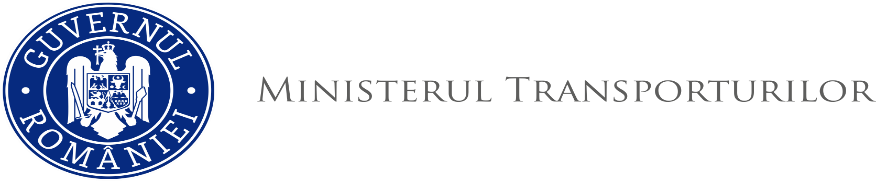 GUVERNUL
ROMÂNIEI
MINISTERUL TRANSPORTURILOR